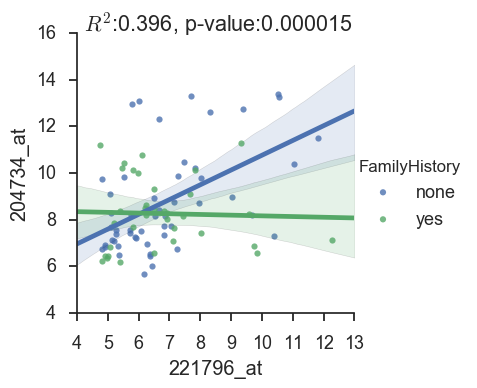 R²:0.396, p-value:0.000015
16
14
12
10
8
6
4
204734_at
4 5 6 7 8 9 10 11 12 13
221796_at
FamilyHistory
none
yes